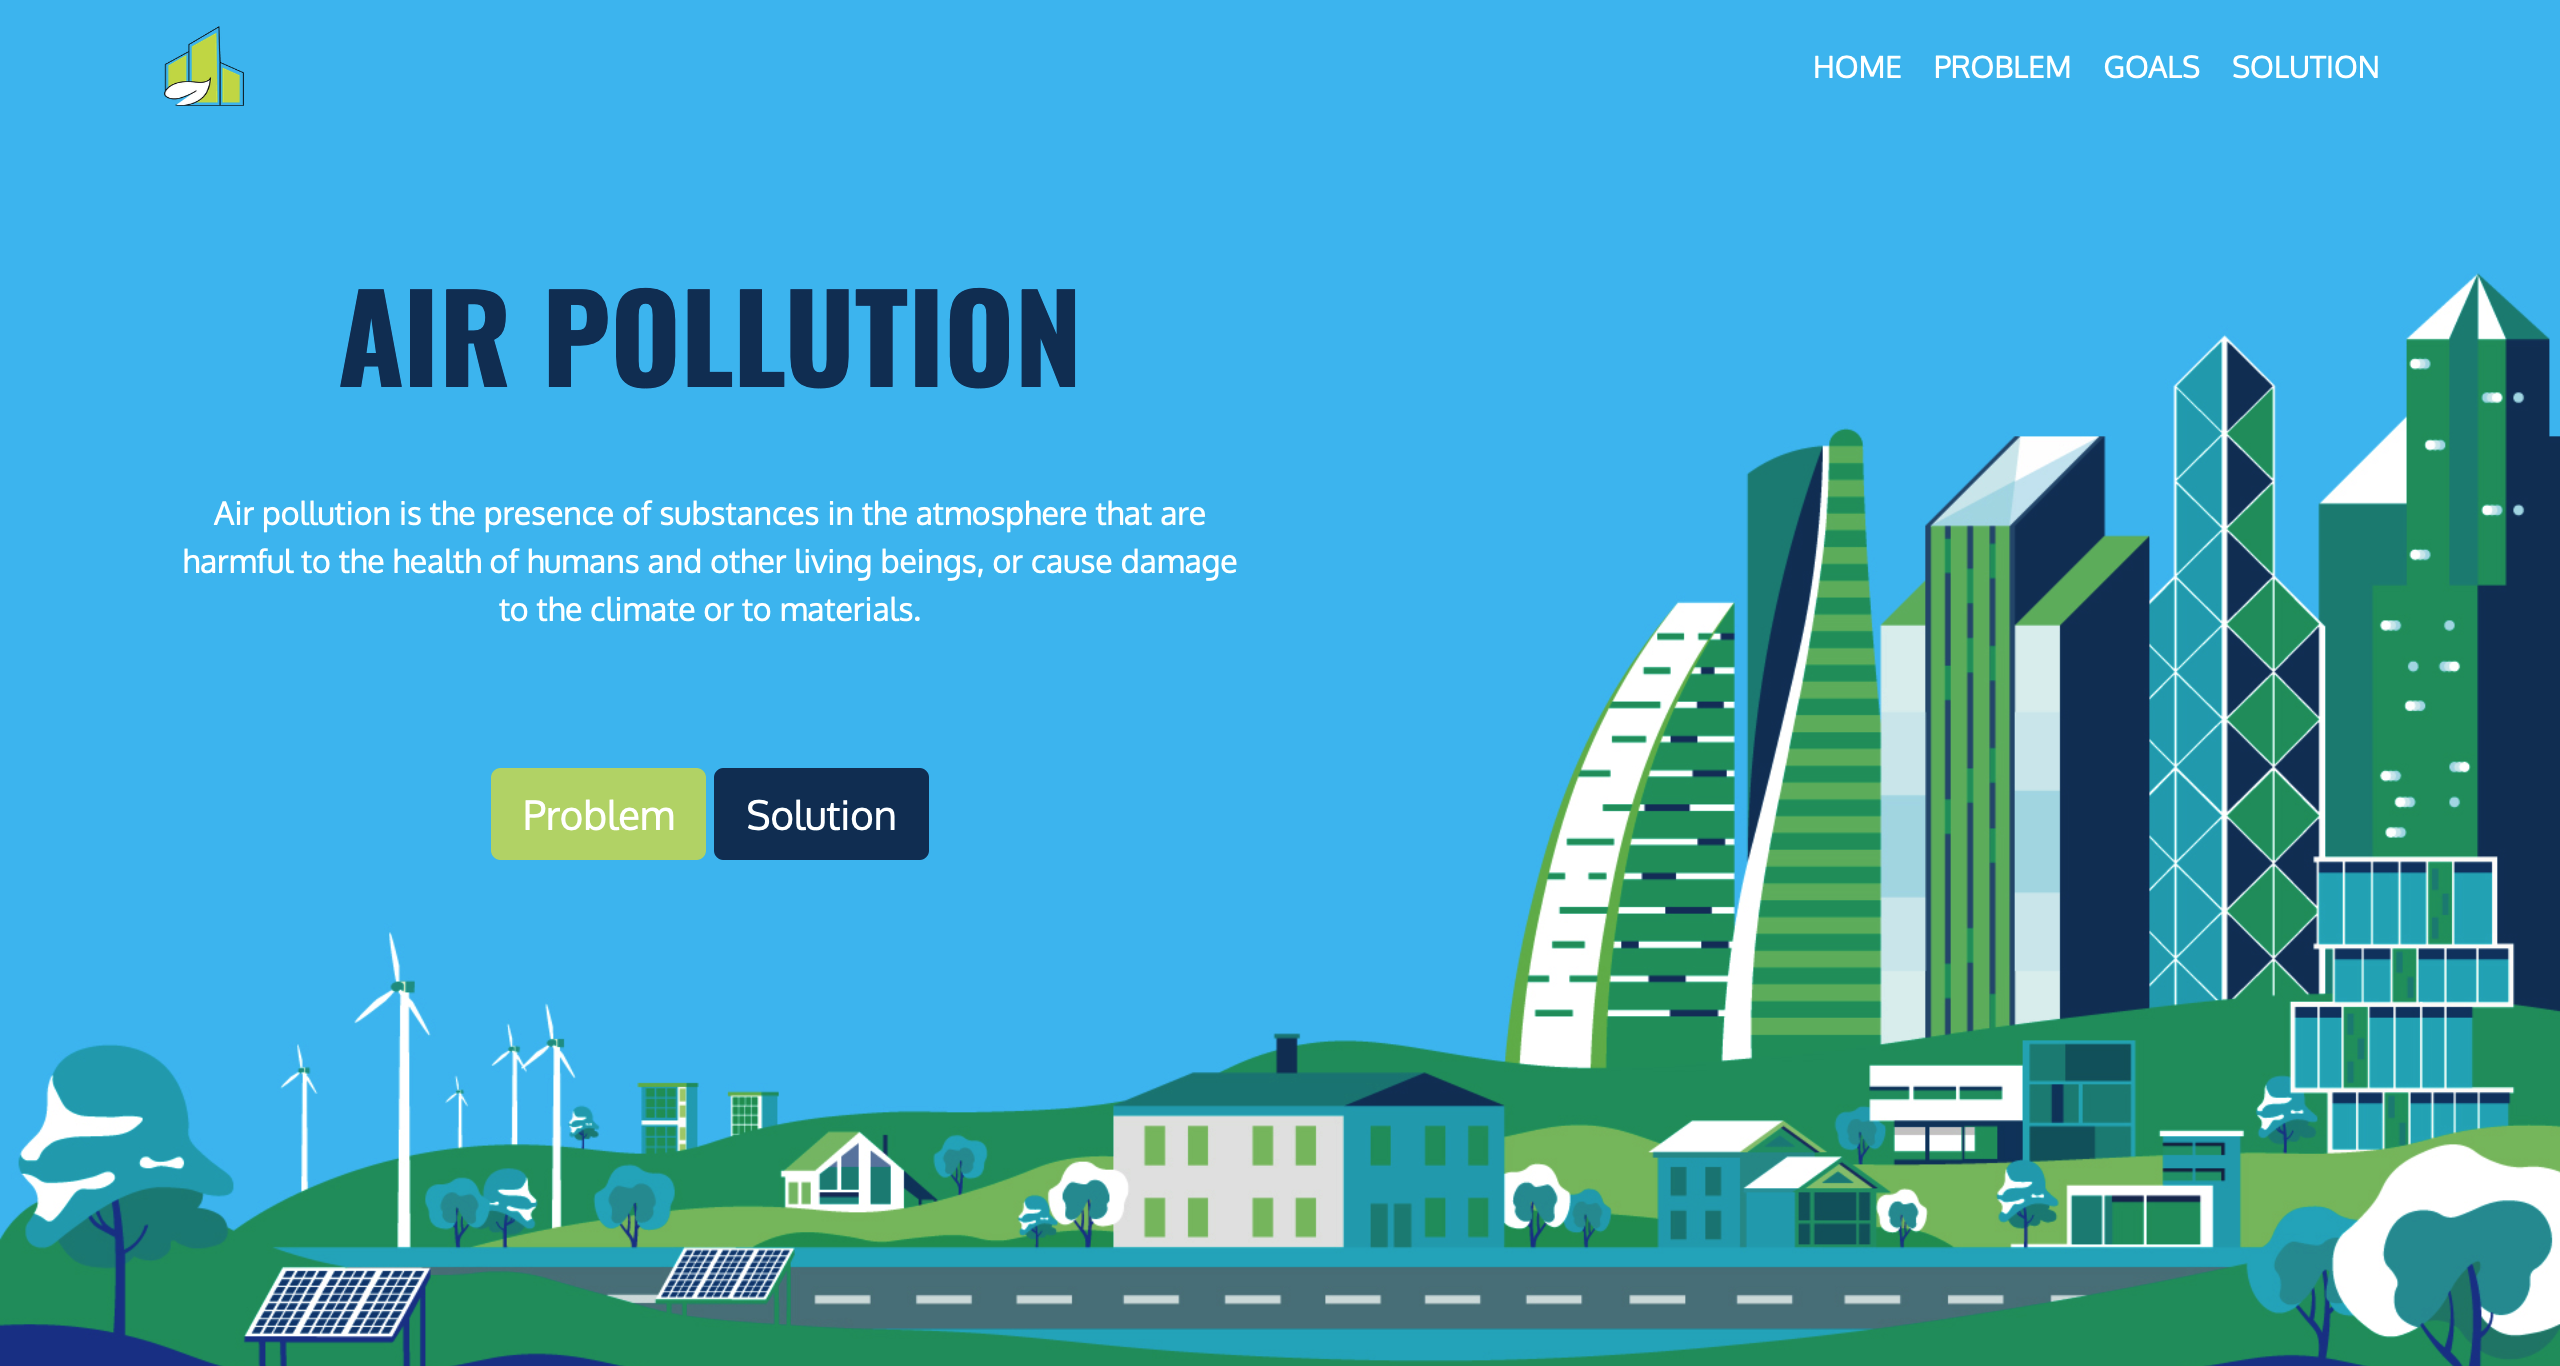 HOME PROBLEM GOALS SOLUTION
AIR POLLUTION
Air pollution is the presence of substances in the atmosphere that are
harmful to the health of humans and other living beings, or cause damage
to the climate or to materials.
Problem Solution